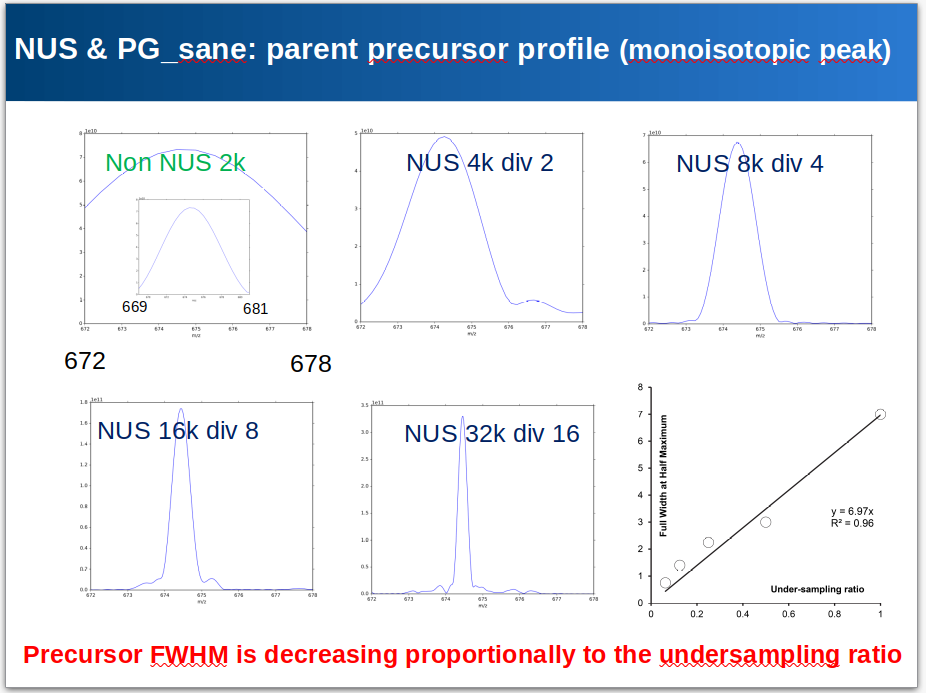 NUS & PG_sane: parent precursor profile (monoisotopic peak)
1e10
Non NUS 2k
8
7
6
5
4
3
2
1
0
669 681
672 673 674 675 676 677 678
m/z
672 678
1e10
NUS 4k div 2
5
4
3
2
1
0
672 673 674 675 676 677 678
m/z
1e10
NUS 8k div 4
7
6
5
4
3
2
1
0
672 673 674 675 676 677 678
m/z
1e11
NUS 16k div 8
1.8
1.6
1.4
1.2
1.0
0.8
0.6
0.4
0.2
0.0
672 673 674 675 676 677 678
m/z
1e11
NUS 32k div 16
3.5
3.0
2.5
2.0
1.5
1.0
0.5
0.0
672 673 674 675 676 677 678
m/z
8
7
6
5
4
3
2
1
0
Full Width at Half Maximum
y = 6.97x
R² = 0.96
Under-sampling ratio
0 0.2 0.4 0.6 0.8 1
Precursor FWHM is decreasing proportionally to the undersampling ratio